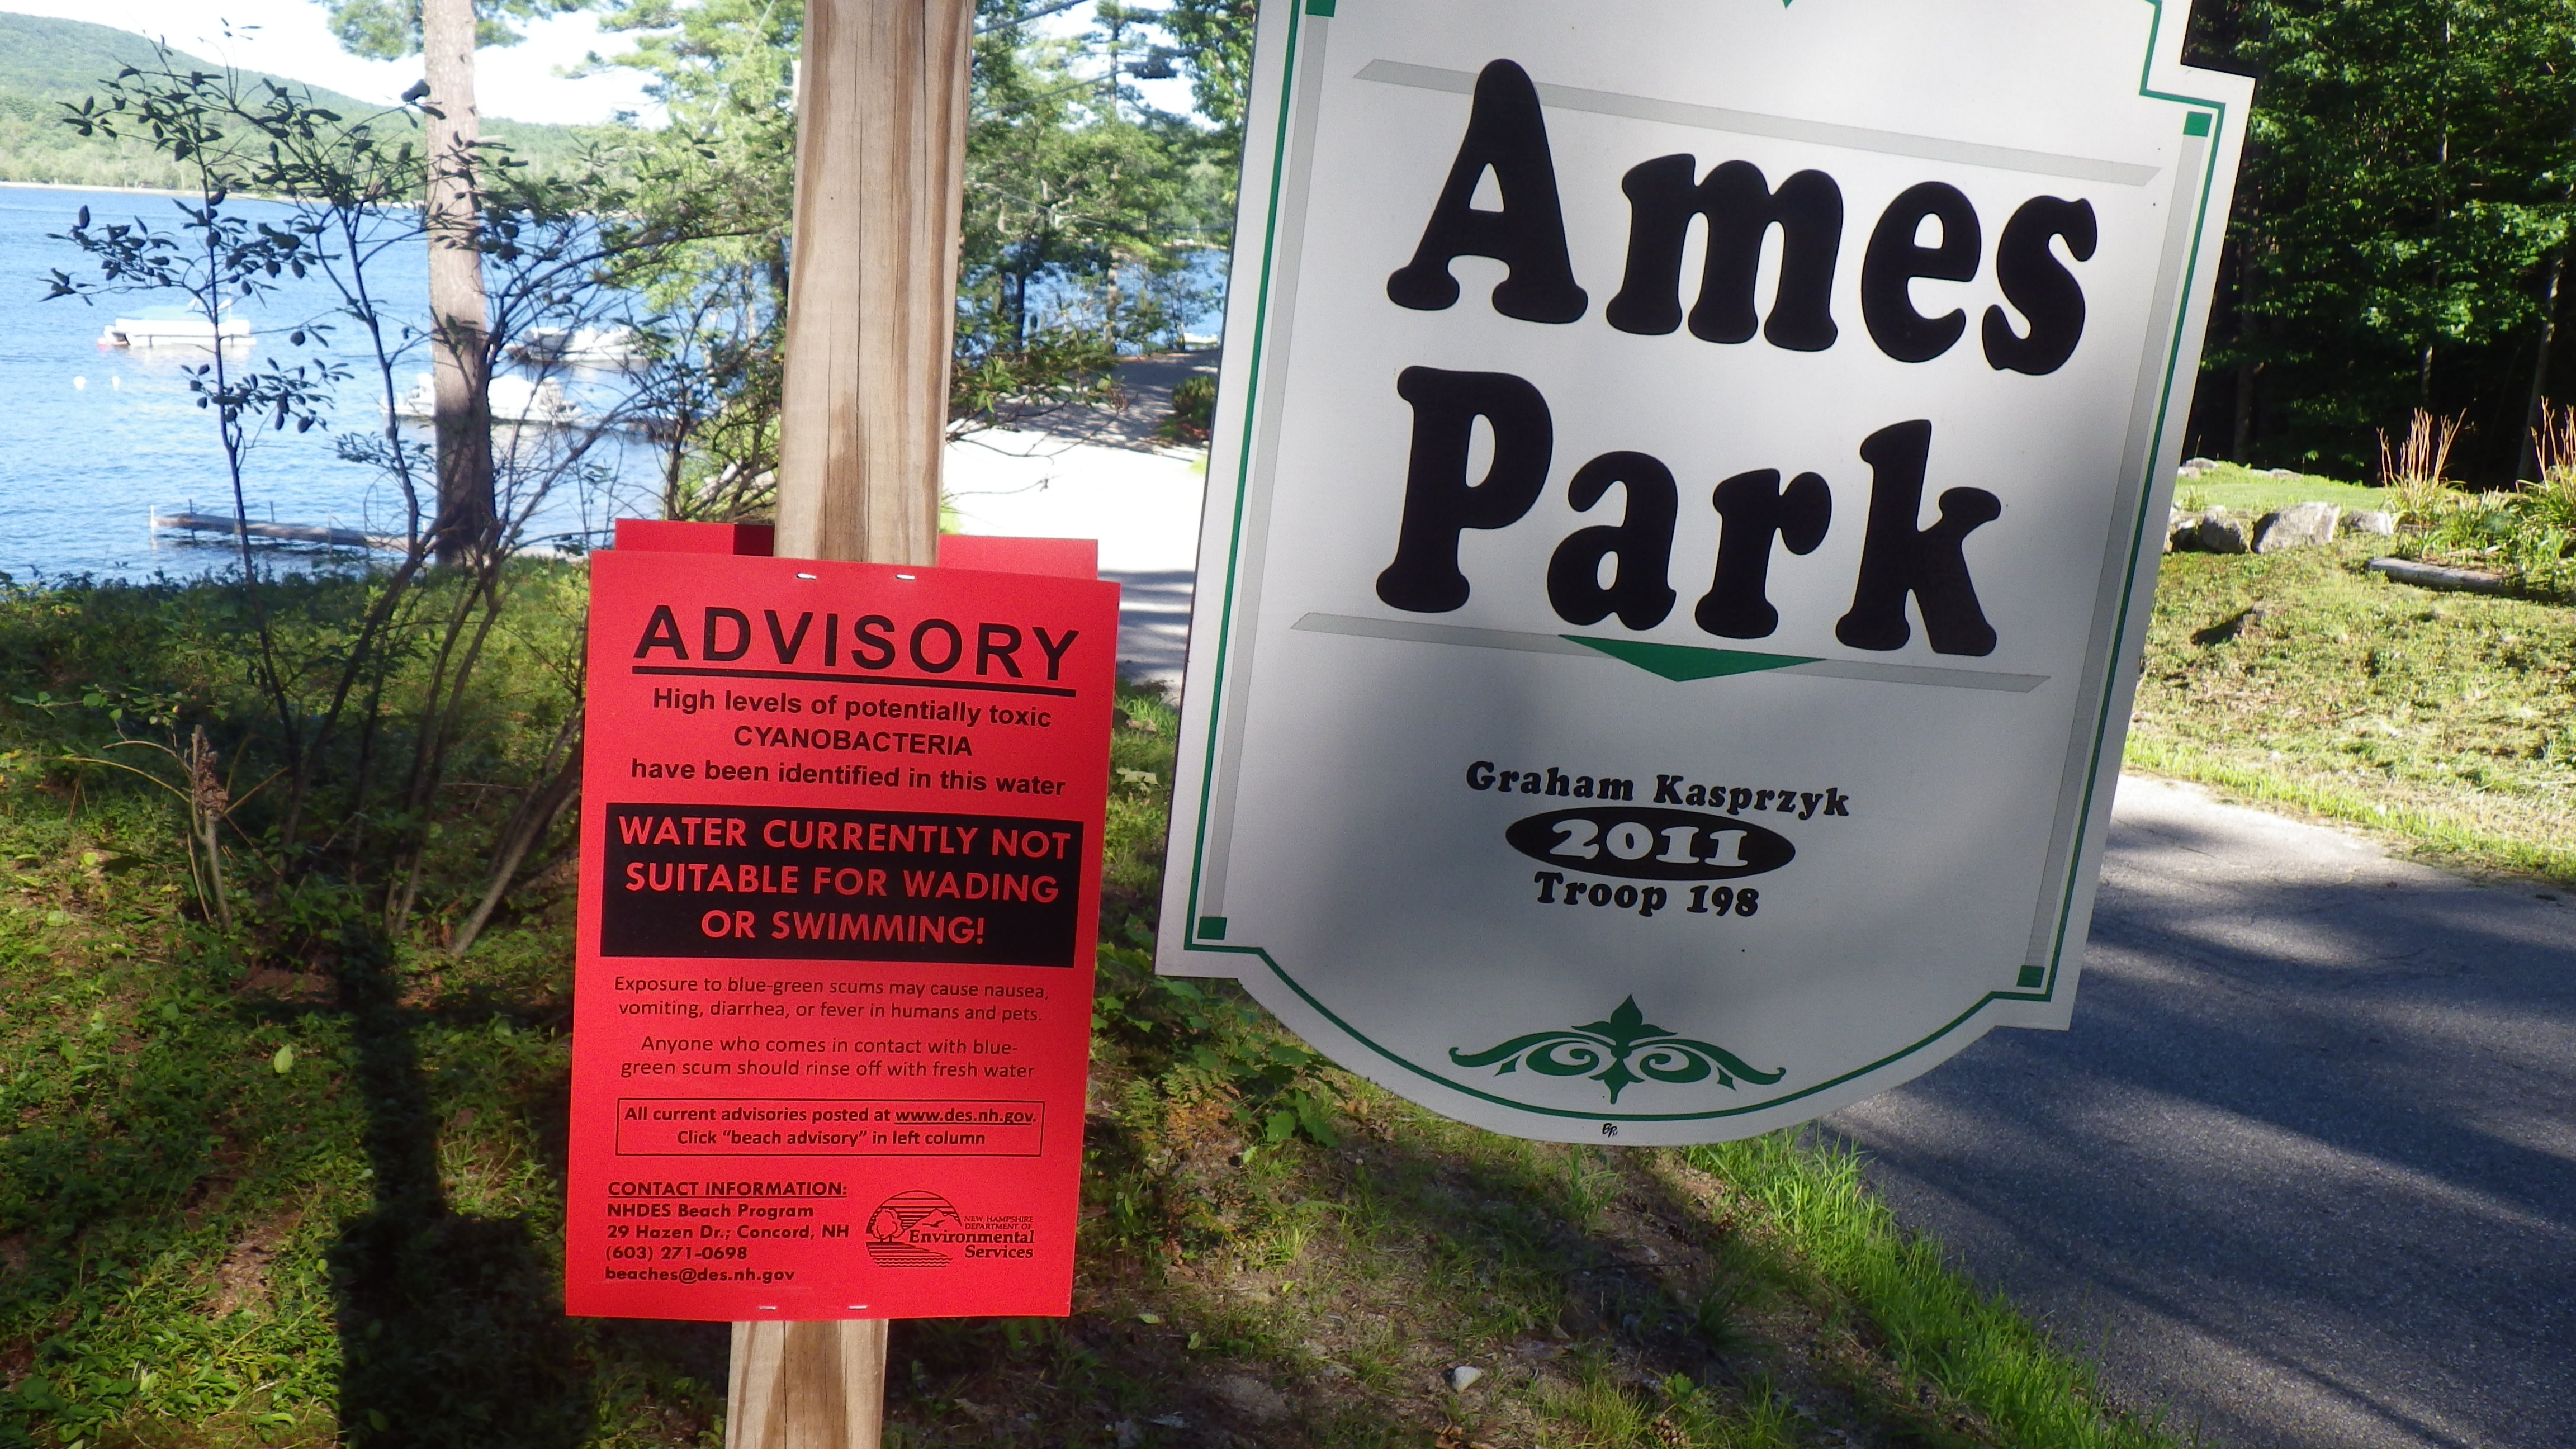 Ames
Park
Graham Kasprzyk
2011
Troop 198
ADVISORY
High levels of potentially toxic
CYANOBACTERIA
have been identified in this water
WATER CURRENTLY NOT
SUITABLE FOR WADING
OR SWIMMING!
Exposure to blue-green scums may cause nausea,
vomiting, diarrhea, or fever in humans and pets.
Anyone who comes in contact with blue-
green scum should rinse off with fresh water
All current advisories posted at www.des.nh.gov.
Click “beach advisory” in left column
CONTACT INFORMATION:
NHDES Beach Program
29 Hazen Dr.; Concord, NH
(603) 271-0698
beaches@des.nh.gov
NEW HAMPSHIRE
DEPARTMENT OF
Environmental
Services